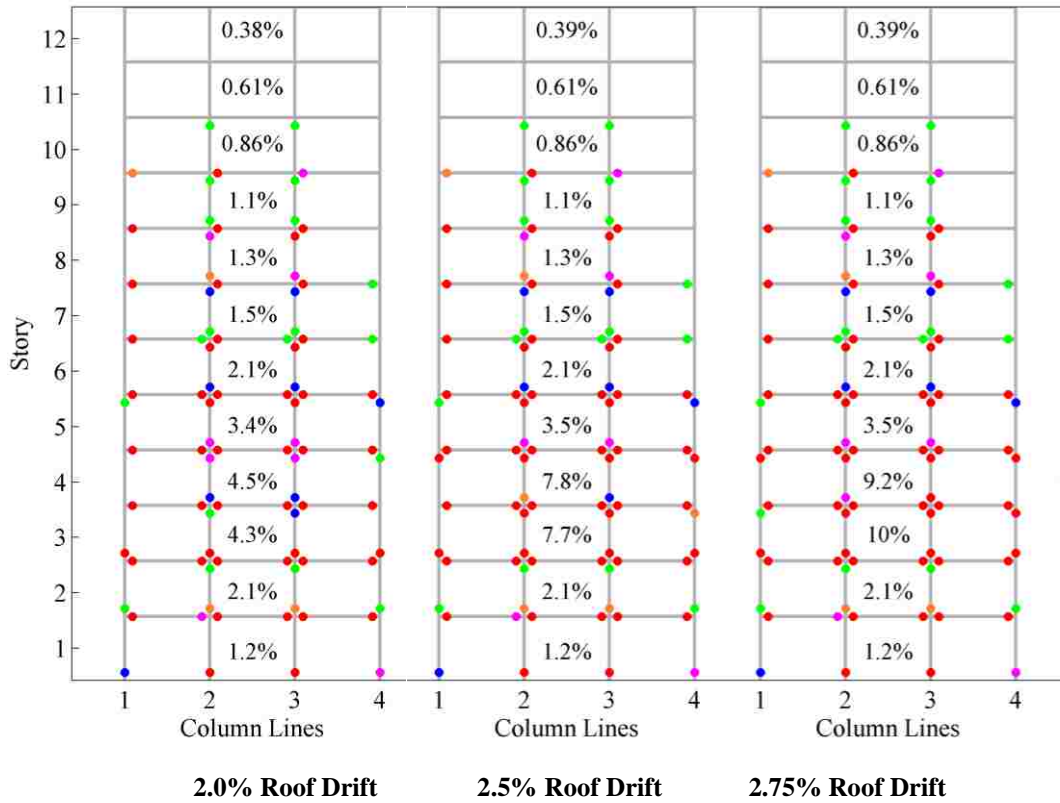 12 0.38% 0.39% 0.39%
11 0.61% 0.61% 0.61%
10 0.86% 0.86% 0.86%
9 1.1% 1.1% 1.1%
8 1.3% 1.3% 1.3%
7 1.5% 1.5% 1.5%
6 2.1% 2.1% 2.1%
5 3.4% 3.5% 3.5%
4 4.5% 7.8% 9.2%
3 4.3% 7.7% 10%
2 2.1% 2.1% 2.1%
1 1.2% 1.2% 1.2%
Story
1 2 3 4 1 2 3 4 1 2 3 4
Column Lines Column Lines Column Lines
2.0% Roof Drift 2.5% Roof Drift 2.75% Roof Drift